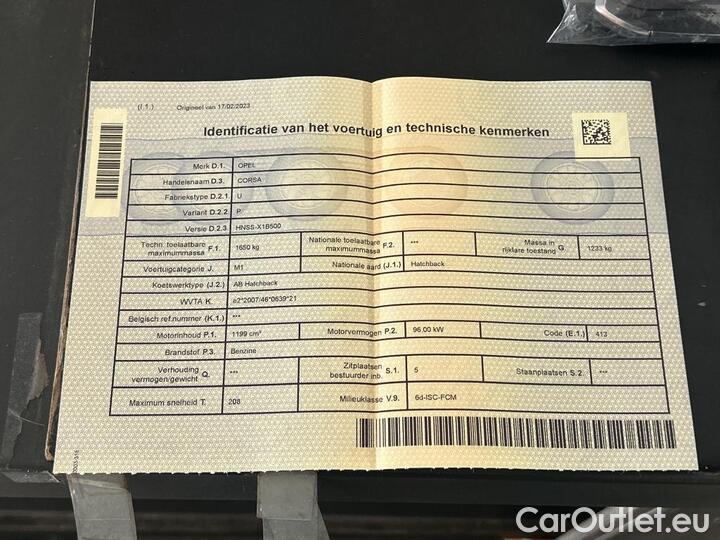 (I.1.) Origineel van 17/02/2023
Identificatie van het voertuig en technische kenmerken
Merk D.1. OPEL
Handelsnaam D.3. CORSA
Fabriekstype D.2.1 U
Variant D.2.2 P
Versie D.2.3 HNSS-X1B500
Techn. toelaatbare maximummassa F.1. 1650 kg Nationale toelaatbare maximummassa F.2. *** Massa in rijklare toestand G. 1233 kg
Voertuigcategorie J. M1 Nationale aard (J.1.) Hatchback
Koetswerktype (J.2.) AB Hatchback
WVTA K. e2*2007/46*0639*21
Belgisch ref.nummer (K.1.) ***
Motorinhoud P.1. 1199 cm³ Motorvermogen P.2. 96,00 kW Code (E.1.) 413
Brandstof P.3. Benzine
Verhouding vermogen/gewicht Q. *** Zitplaatsen bestuurder inb. S.1. 5 Staanplaatsen S.2. ***
Maximum snelheid T. 208 Milieuklasse V.9. 6d-ISC-FCM
CarOutlet.eu